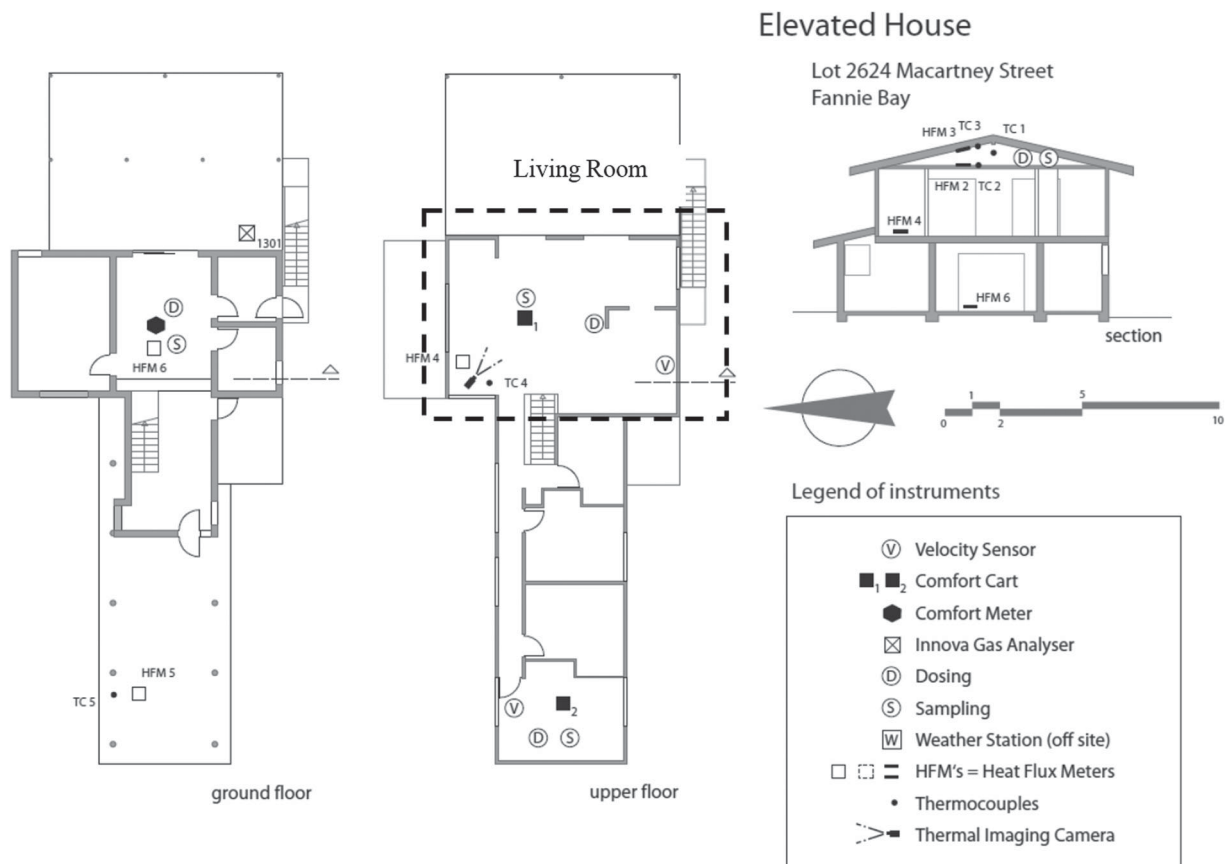 Elevated House
Lot 2624 Macartney Street
Fannie Bay
1301
D
S
HFM 6
HFM 5
TC 5
ground floor
Living Room
S
1
D
HFM 4
V
TC 4
V
2
D
S
upper floor
HFM 3
TC 3
TC 1
D
S
HFM 2
TC 2
HFM 4
HFM 6
section
1
5
0
2
10
Legend of instruments
V Velocity Sensor
1 2 Comfort Cart
Comfort Meter
Innova Gas Analyser
D Dosing
S Sampling
W Weather Station (off site)
HFM's = Heat Flux Meters
Thermocouples
Thermal Imaging Camera